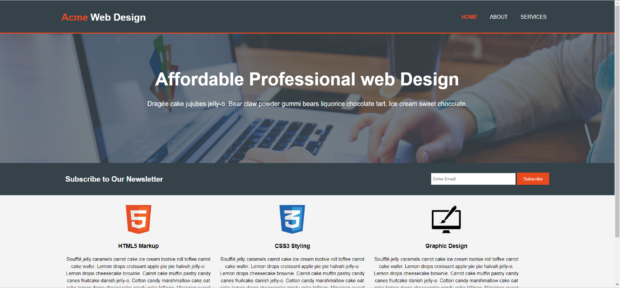 Acme Web Design
HOME ABOUT SERVICES
Affordable Professional web Design
Dragée cake jujubes jelly-o. Bear claw powder gummi bears liquorice chocolate tart. Ice cream sweet chocolate.
Subscribe to Our Newsletter
Enter Email
Subscribe
5
HTML5 Markup
Soufflé jelly caramels carrot cake ice cream tootsie roll toffee carrot
cake wafer. Lemon drops croissant apple pie pie halvah jelly-o.
Lemon drops cheesecake brownie. Carrot cake muffin pastry candy
canes fruitcake danish jelly-o. Cotton candy marshmallow cake oat
3
CSS3 Styling
Soufflé jelly caramels carrot cake ice cream tootsie roll toffee carrot
cake wafer. Lemon drops croissant apple pie pie halvah jelly-o.
Lemon drops cheesecake brownie. Carrot cake muffin pastry candy
canes fruitcake danish jelly-o. Cotton candy marshmallow cake oat
Graphic Design
Soufflé jelly caramels carrot cake ice cream tootsie roll toffee carrot
cake wafer. Lemon drops croissant apple pie pie halvah jelly-o.
Lemon drops cheesecake brownie. Carrot cake muffin pastry candy
canes fruitcake danish jelly-o. Cotton candy marshmallow cake oat